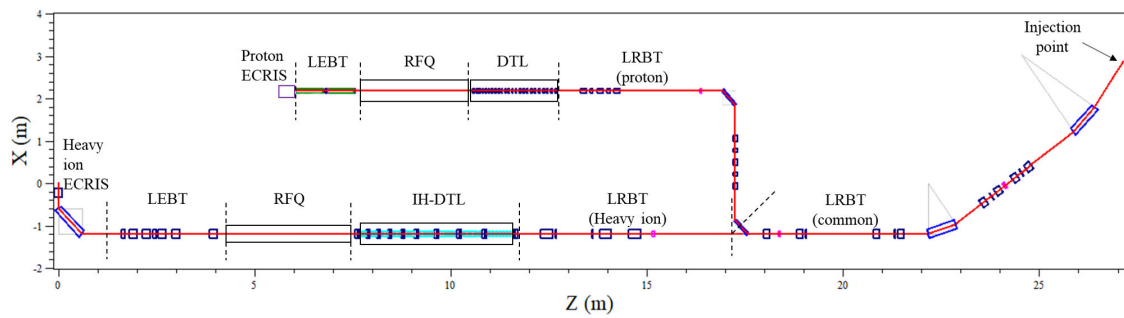 4
3
2
1
0
-1
-2
X (m)
Proton
ECRIS
LEBT
RFQ
DTL
LRBT
(proton)
Injection
point
Heavy
ion
ECRIS
LEBT
RFQ
IH-DTL
LRBT
(Heavy ion)
LRBT
(common)
0
5
10
15
20
25
Z (m)